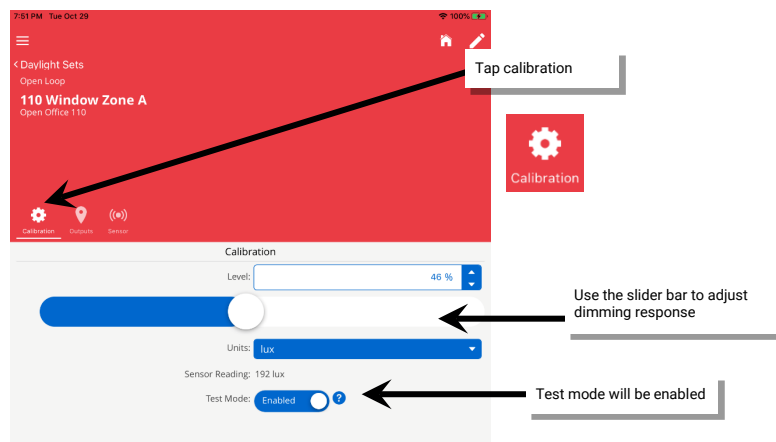 7:51 PM Tue Oct 29
100%
< Daylight Sets
Open Loop
110 Window Zone A
Open Office 110
Calibration
Outputs
Sensor
Calibration
Level:
46 %
Units:
lux
Sensor Reading: 192 lux
Test Mode:
Enabled
?
Tap calibration
Calibration
Use the slider bar to adjust
dimming response
Test mode will be enabled